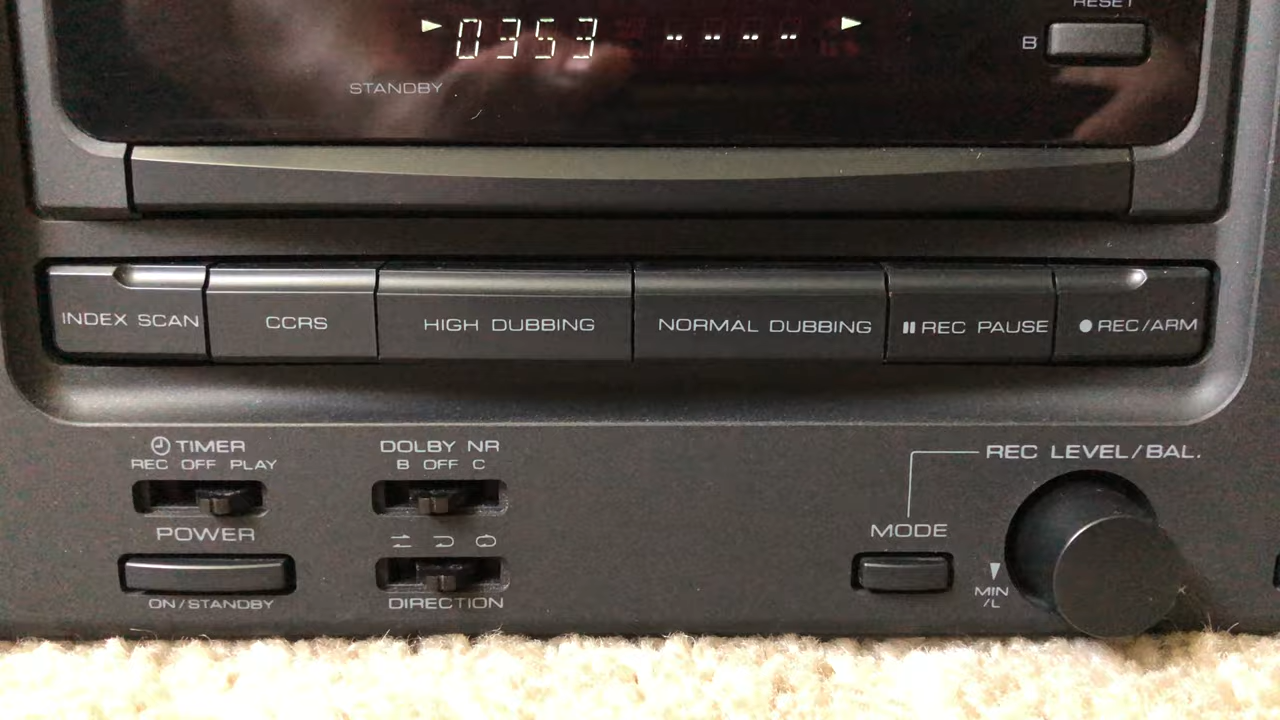 RESET
0353 ----
B
STANDBY
INDEX SCAN
CCRS
HIGH DUBBING
NORMAL DUBBING
REC PAUSE
REC/ARM
TIMER
REC OFF PLAY
DOLBY NR
B OFF C
REC LEVEL/BAL.
POWER
MODE
ON/STANDBY
DIRECTION
MIN
/L